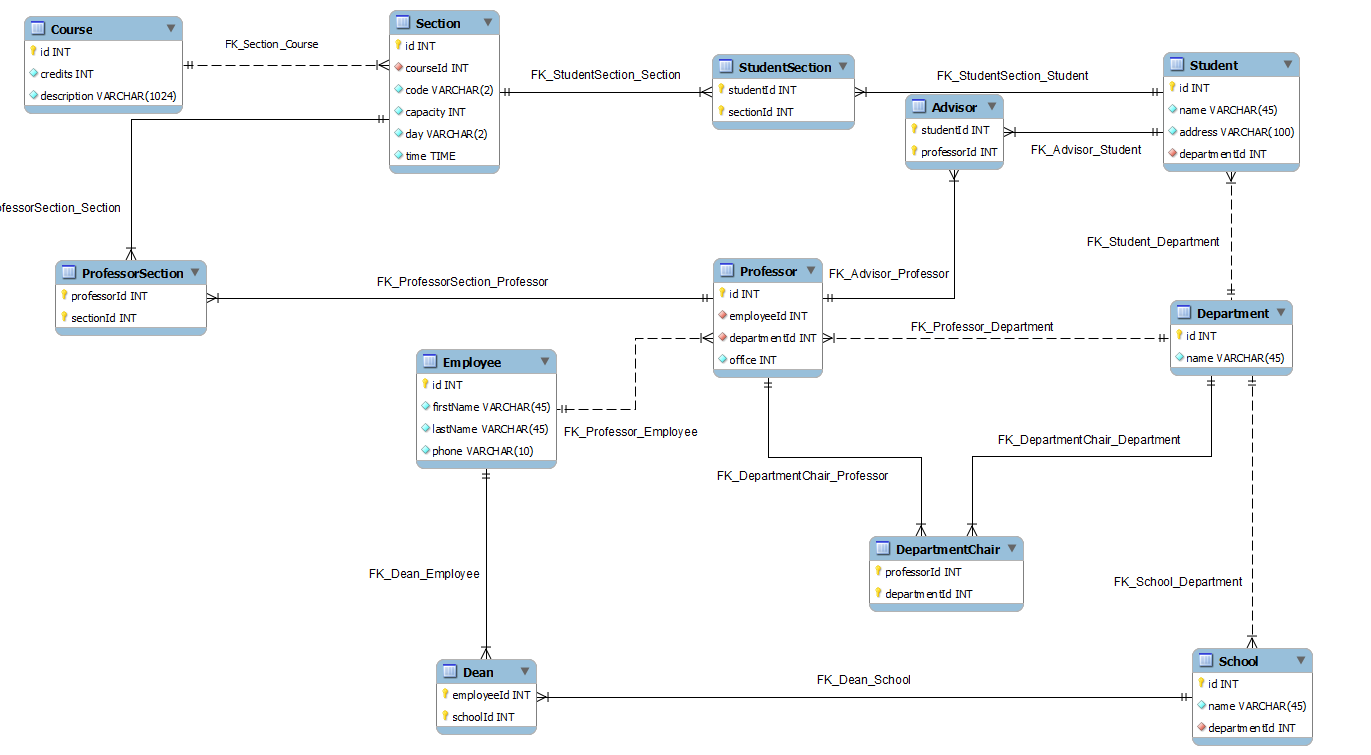 Course
id INT
credits INT
description VARCHAR(1024)
FK_Section_Course
Section
id INT
courseId INT
code VARCHAR(2)
capacity INT
day VARCHAR(2)
time TIME
FK_StudentSection_Section
StudentSection
studentId INT
sectionId INT
FK_StudentSection_Student
Advisor
studentId INT
professorId INT
FK_Advisor_Student
Student
id INT
name VARCHAR(45)
address VARCHAR(100)
departmentId INT
ofessorSection_Section
FK_Student_Department
ProfessorSection
professorId INT
sectionId INT
FK_ProfessorSection_Professor
Professor
id INT
employeeId INT
departmentId INT
office INT
FK_Advisor_Professor
FK_Professor_Department
Department
id INT
name VARCHAR(45)
Employee
id INT
firstName VARCHAR(45)
lastName VARCHAR(45)
phone VARCHAR(10)
FK_Professor_Employee
FK_DepartmentChair_Department
FK_DepartmentChair_Professor
DepartmentChair
professorId INT
departmentId INT
FK_Dean_Employee
FK_School_Department
Dean
employeeId INT
schoolId INT
FK_Dean_School
School
id INT
name VARCHAR(45)
departmentId INT